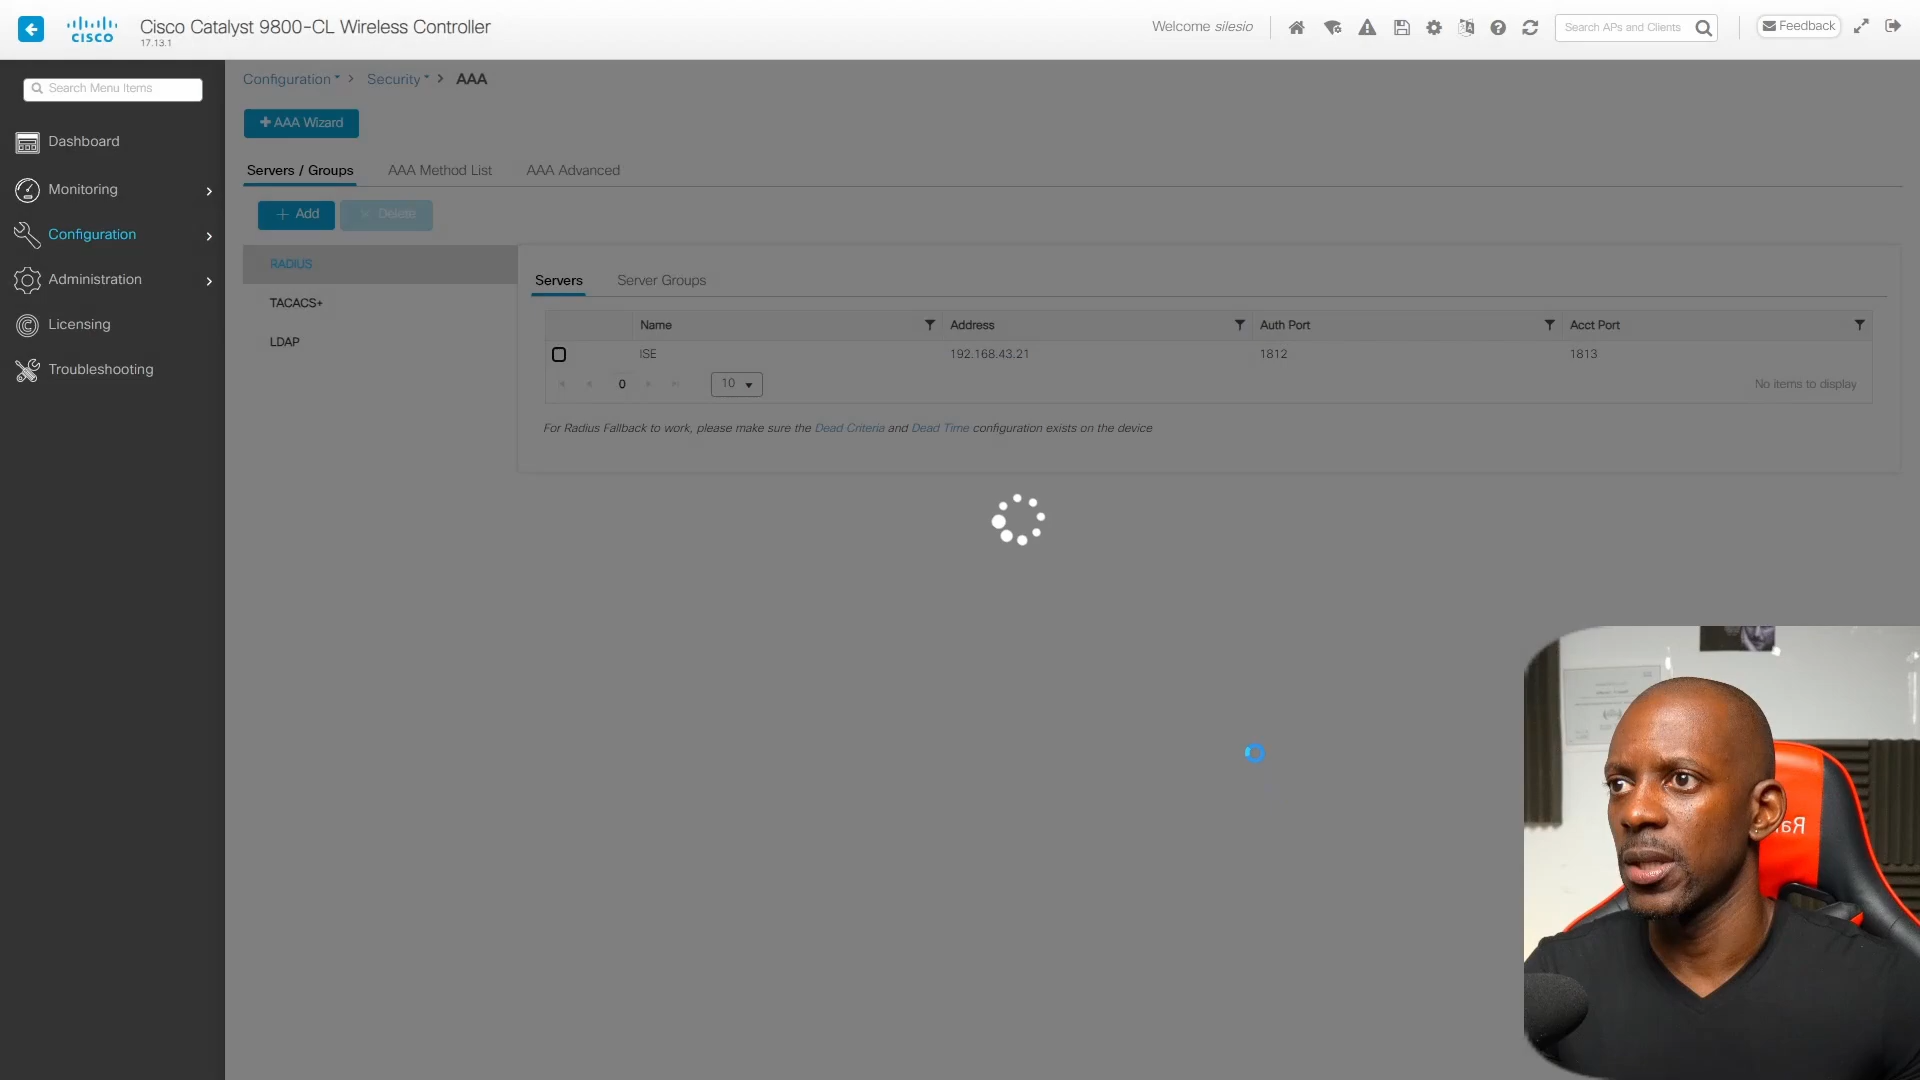 Cisco Catalyst 9800-CL Wireless Controller
17.13.1
Welcome silesio
Search APs and Clients
Feedback
CISCO
Search Menu Items
Dashboard
Monitoring
Configuration
Administration
Licensing
Troubleshooting
Configuration > Security > AAA
+ AAA Wizard
Servers / Groups AAA Method List AAA Advanced
+ Add × Delete
RADIUS
TACACS+
LDAP
Servers Server Groups
Name Address Auth Port Acct Port
ISE 192.168.43.21 1812 1813
0 10 No items to display
For Radius Fallback to work, please make sure the Dead Criteria and Dead Time configuration exists on the device